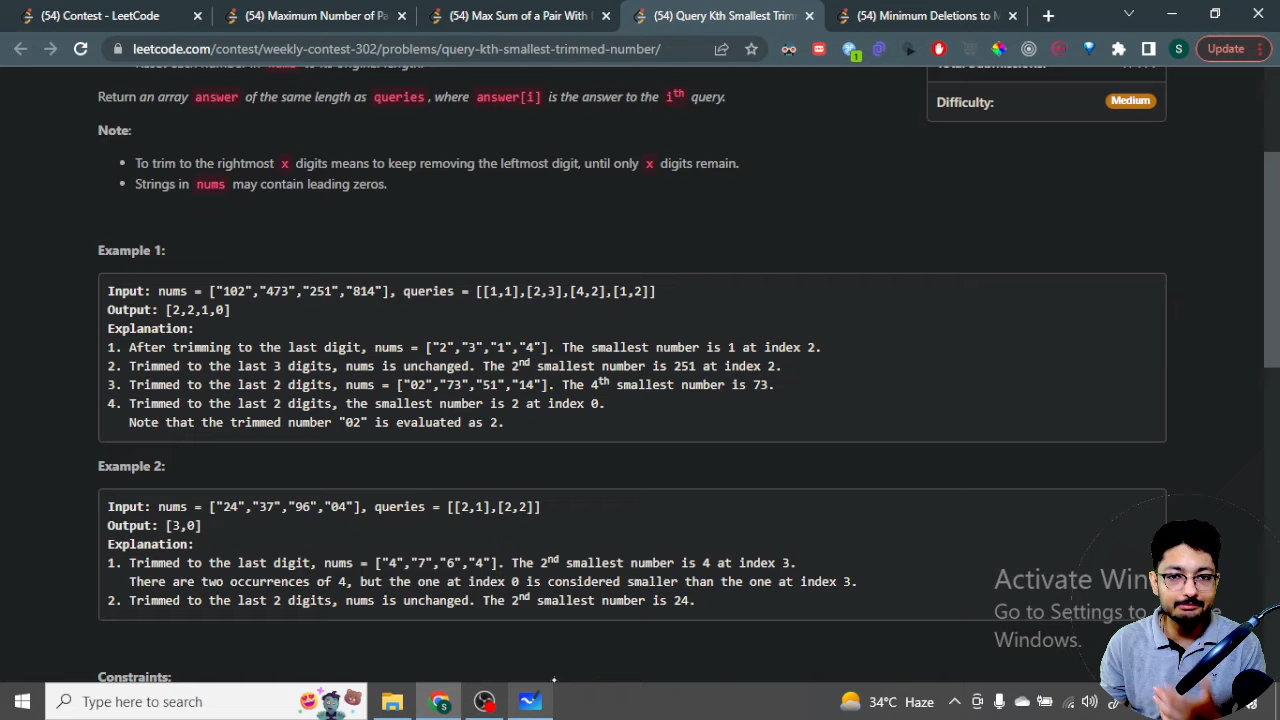 (54) Contest - LeetCode
(54) Maximum Number of Pa
(54) Max Sum of a Pair With
(54) Query Kth Smallest Trim
(54) Minimum Deletions to M
leetcode.com/contest/weekly-contest-302/problems/query-kth-smallest-trimmed-number/
1
S
Update
Return an array answer of the same length as queries, where answer[i] is the answer to the ith query.
Difficulty:
Medium
Note:
To trim to the rightmost x digits means to keep removing the leftmost digit, until only x digits remain.
Strings in nums may contain leading zeros.
Example 1:
Input: nums = ["102","473","251","814"], queries = [[1,1],[2,3],[4,2],[1,2]]
Output: [2,2,1,0]
Explanation:
1. After trimming to the last digit, nums = ["2","3","1","4"]. The smallest number is 1 at index 2.
2. Trimmed to the last 3 digits, nums is unchanged. The 2nd smallest number is 251 at index 2.
3. Trimmed to the last 2 digits, nums = ["02","73","51","14"]. The 4th smallest number is 73.
4. Trimmed to the last 2 digits, the smallest number is 2 at index 0.
Note that the trimmed number "02" is evaluated as 2.
Example 2:
Input: nums = ["24","37","96","04"], queries = [[2,1],[2,2]]
Output: [3,0]
Explanation:
1. Trimmed to the last digit, nums = ["4","7","6","4"]. The 2nd smallest number is 4 at index 3.
There are two occurrences of 4, but the one at index 0 is considered smaller than the one at index 3.
2. Trimmed to the last 2 digits, nums is unchanged. The 2nd smallest number is 24.
Activate Win
Go to Settings to
Windows.
Constraints:
Type here to search
34°C Haze